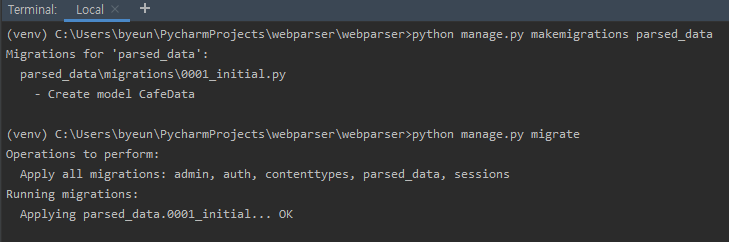 Terminal: Local × +
(venv) C:\Users\byeun\PycharmProjects\webparser\webparser>python manage.py makemigrations parsed_data
Migrations for 'parsed_data':
  parsed_data\migrations\0001_initial.py
    - Create model CafeData
(venv) C:\Users\byeun\PycharmProjects\webparser\webparser>python manage.py migrate
Operations to perform:
  Apply all migrations: admin, auth, contenttypes, parsed_data, sessions
Running migrations:
  Applying parsed_data.0001_initial... OK